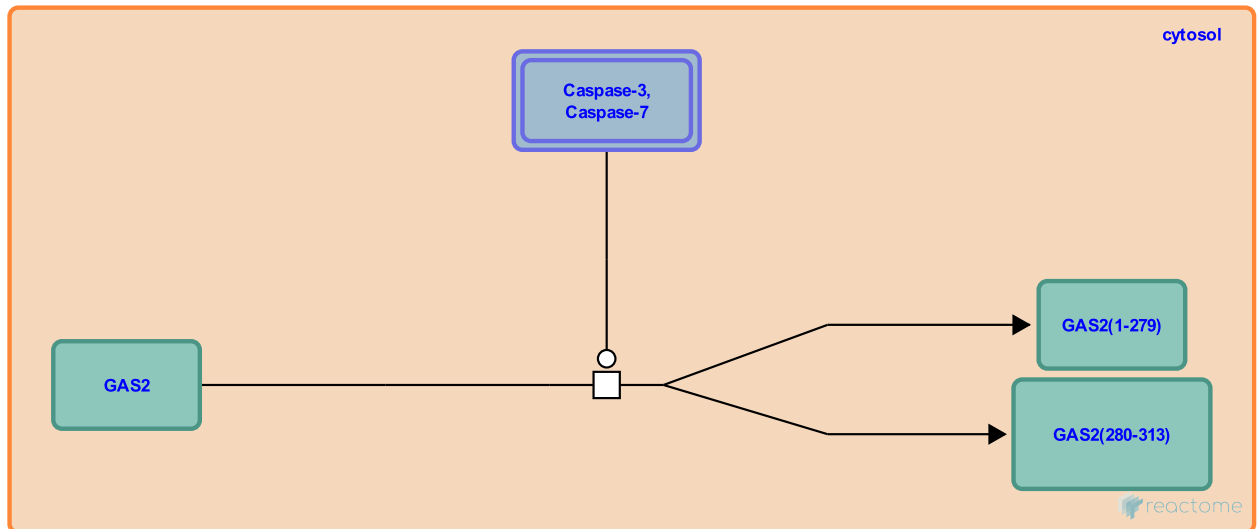 cytosol
Caspase-3,
Caspase-7
GAS2
GAS2(1-279)
GAS2(280-313)
reactome